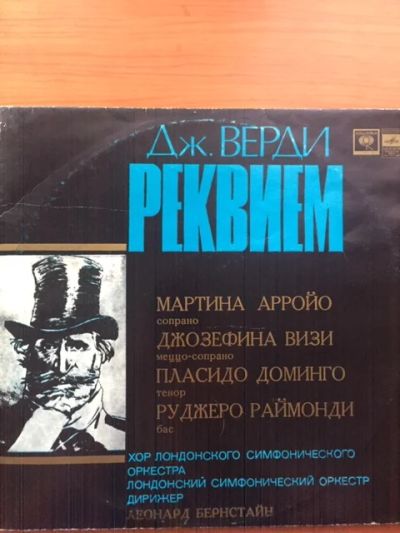 Дж. ВЕРДИ
РЕКВИЕМ
МАРТИНА АРРОЙО
сопрано
ДЖОЗЕФИНА ВИЗИ
меццо-сопрано
ПЛАСИДО ДОМИНГО
тенор
РУДЖЕРО РАЙМОНДИ
бас
ХОР ЛОНДОНСКОГО СИМФОНИЧЕСКОГО
ОРКЕСТРА
ЛОНДОНСКИЙ СИМФОНИЧЕСКИЙ ОРКЕСТР
ДИРИЖЕР
ЛЕОНАРД БЕРНСТАЙН